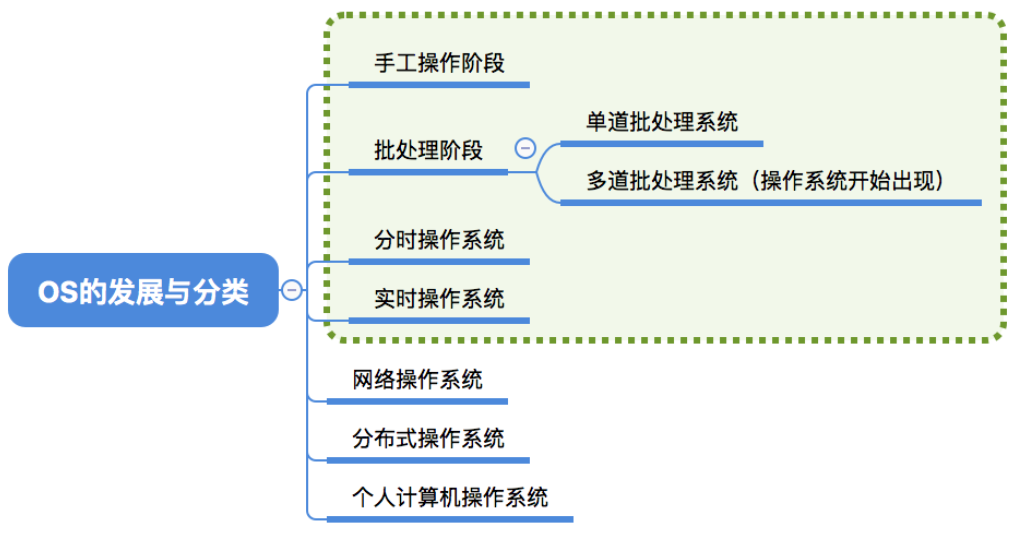 手工操作阶段
单道批处理系统
批处理阶段
多道批处理系统（操作系统开始出现）
分时操作系统
OS的发展与分类
实时操作系统
网络操作系统
分布式操作系统
个人计算机操作系统